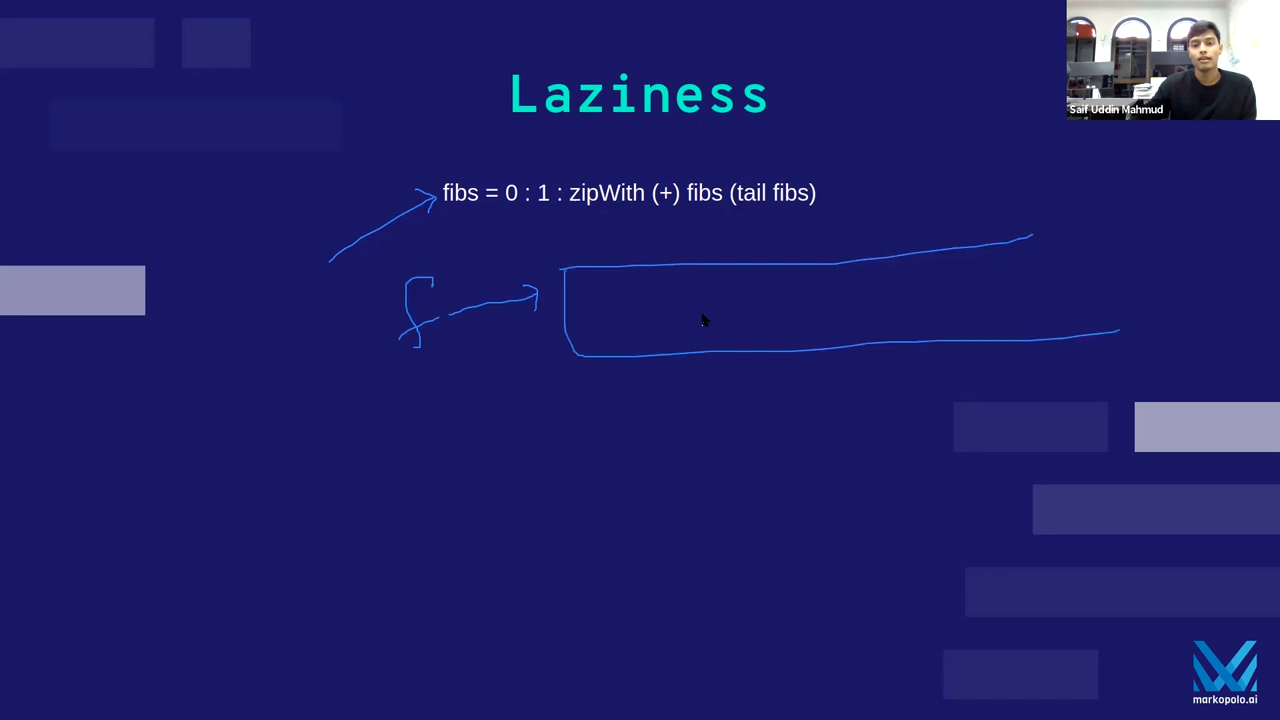 Saif Uddin Mahmud
Laziness
fibs = 0 : 1 : zipWith (+) fibs (tail fibs)
f
markopolo.ai